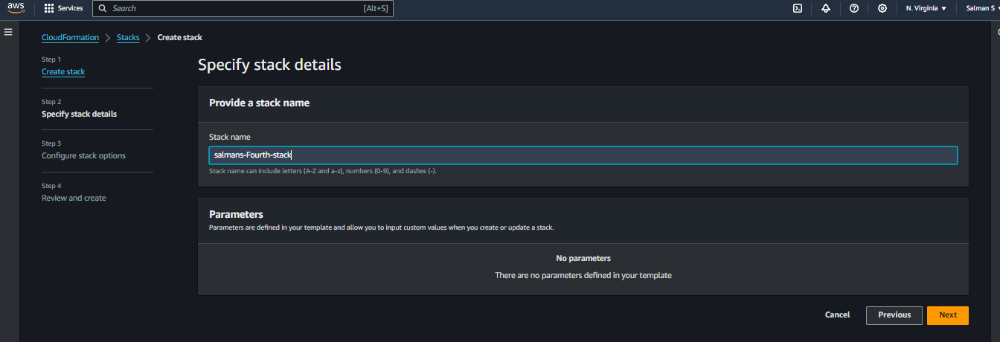 aws Services Search [Alt+S] N. Virginia Salman S
CloudFormation Stacks Create stack
Step 1
Create stack
Step 2
Specify stack details
Step 3
Configure stack options
Step 4
Review and create
Specify stack details
Provide a stack name
Stack name
salmans-Fourth-stack
Stack name can include letters (A-Z and a-z), numbers (0-9), and dashes (-).
Parameters
Parameters are defined in your template and allow you to input custom values when you create or update a stack.
No parameters
There are no parameters defined in your template
Cancel Previous Next